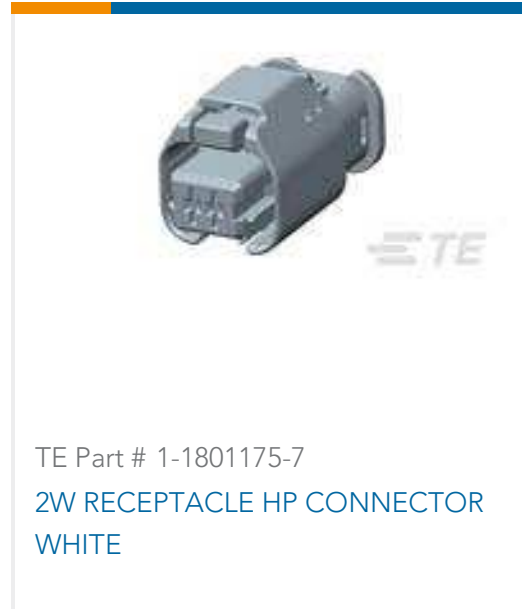 TE
TE Part # 1-1801175-7
2W RECEPTACLE HP CONNECTOR
WHITE